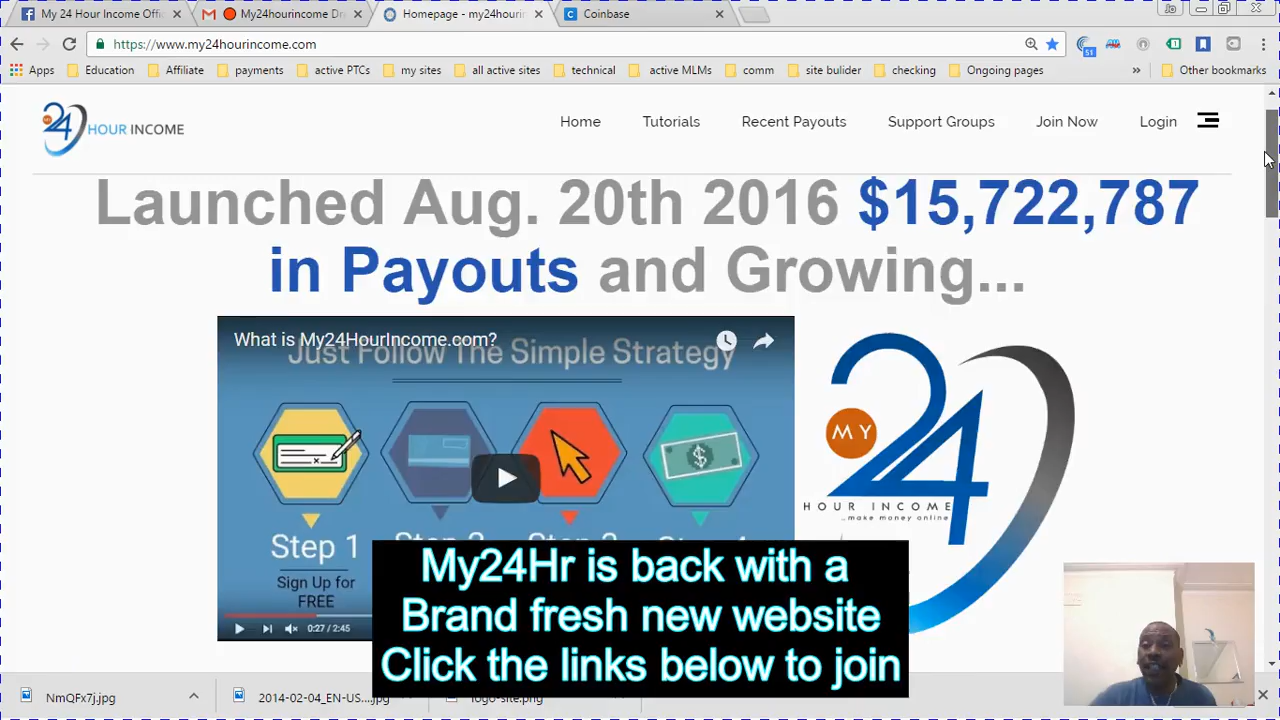 My 24 Hour Income Offi
My24hourincome Dr
Homepage - my24hourin
Coinbase
https://www.my24hourincome.com
51
Apps
Education
Affiliate
payments
active PTCs
my sites
all active sites
technical
active MLMs
comm
site builder
checking
Ongoing pages
»
Other bookmarks
24 HOUR INCOME
Home
Tutorials
Recent Payouts
Support Groups
Join Now
Login
Launched Aug. 20th 2016 $15,722,787
in Payouts and Growing...
What is My24HourIncome.com?
Just Follow The Simple Strategy
Step 1
Sign Up for
FREE
0:27 / 2:45
MY
24
HOUR INCOME
...make money online
My24Hr is back with a
Brand fresh new website
Click the links below to join
NmQFx7j.jpg
2014-02-04_EN-US....jpg
logo-site.png